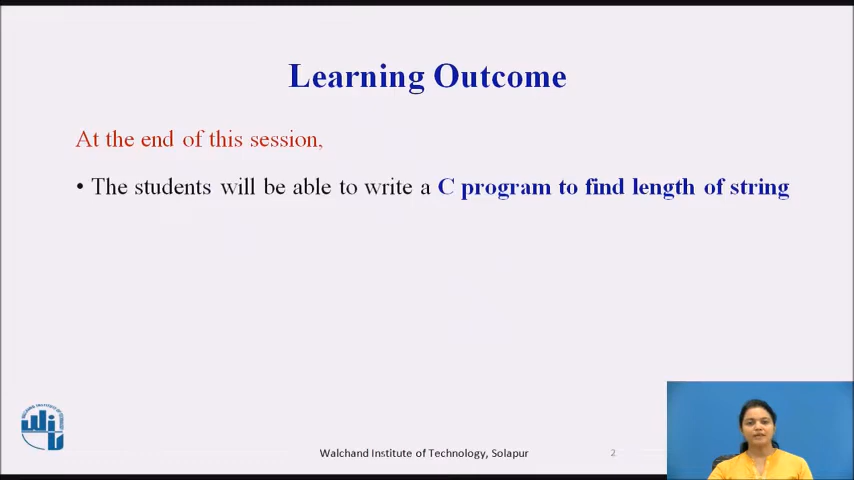 Learning Outcome
At the end of this session,
• The students will be able to write a C program to find length of string
Walchand Institute of Technology, Solapur
2